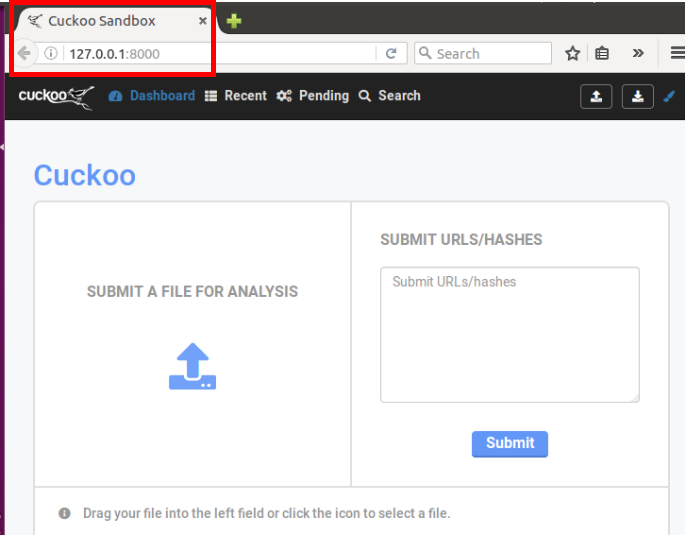 Cuckoo Sandbox
127.0.0.1:8000
Search
cuckoo Dashboard Recent Pending Search
Cuckoo
SUBMIT A FILE FOR ANALYSIS
SUBMIT URLS/HASHES
Submit URLs/hashes
Submit
Drag your file into the left field or click the icon to select a file.